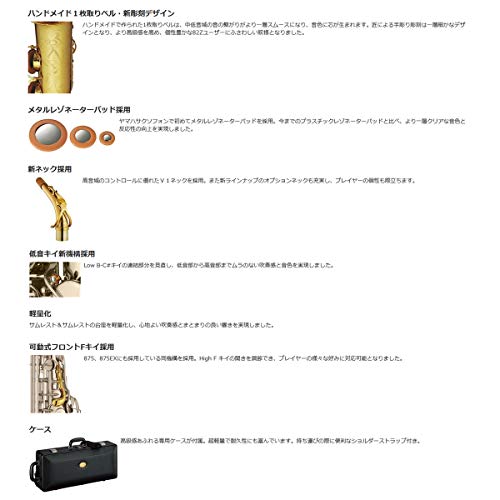 ハンドメイド１枚取りベル・新彫刻デザイン
ハンドメイドで作られた1枚取りベルは、中低音域の音の繋がりがより一層スムースになり、音色に芯が生まれます。匠による手彫り彫刻は一層細かなデザ
インとなり、より高級感を高め、個性豊かな82Zユーザーにふさわしい紋様となりました。
メタルレゾネーターパッド採用
ヤマハサクソフォンで初めてメタルレゾネーターパッドを採用。今までのプラスチックレゾネーターパッドと比べ、より一層クリアな音色と
反応性の向上を実現しました。
新ネック採用
高音域のコントロールに優れたV１ネックを採用。また新ラインナップのオプションネックも充実し、プレイヤーの個性も際立ちます。
低音キイ新機構採用
Low B-C#キイの連結部分を見直し、低音部から高音部までムラのない吹奏感と音色を実現しました。
軽量化
サムレスト&サムレストの台座を軽量化し、心地よい吹奏感とまとまりの良い響きを実現しました。
可動式フロントFキイ採用
875、875EXにも採用している同機構を採用。High F キイの開きを調節でき、プレイヤーの様々な好みに対応可能となりました。
ケース
高級感あふれる専用ケースが付属。超軽量で耐久性にも富んでいます。持ち運びの際に便利なショルダーストラップ付き。